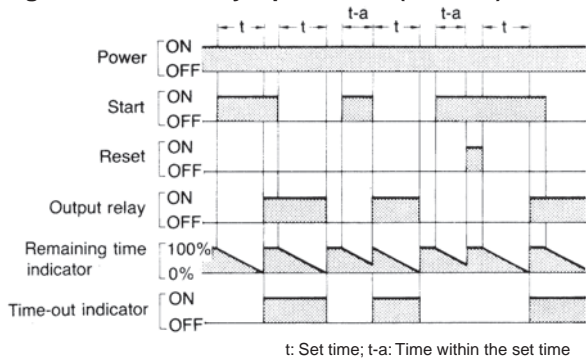 t t t-a t t-a t
Power ON
OFF
Start ON
OFF
Reset ON
OFF
Output relay ON
OFF
Remaining time 100%
indicator 0%
Time-out indicator ON
OFF
t: Set time; t-a: Time within the set time